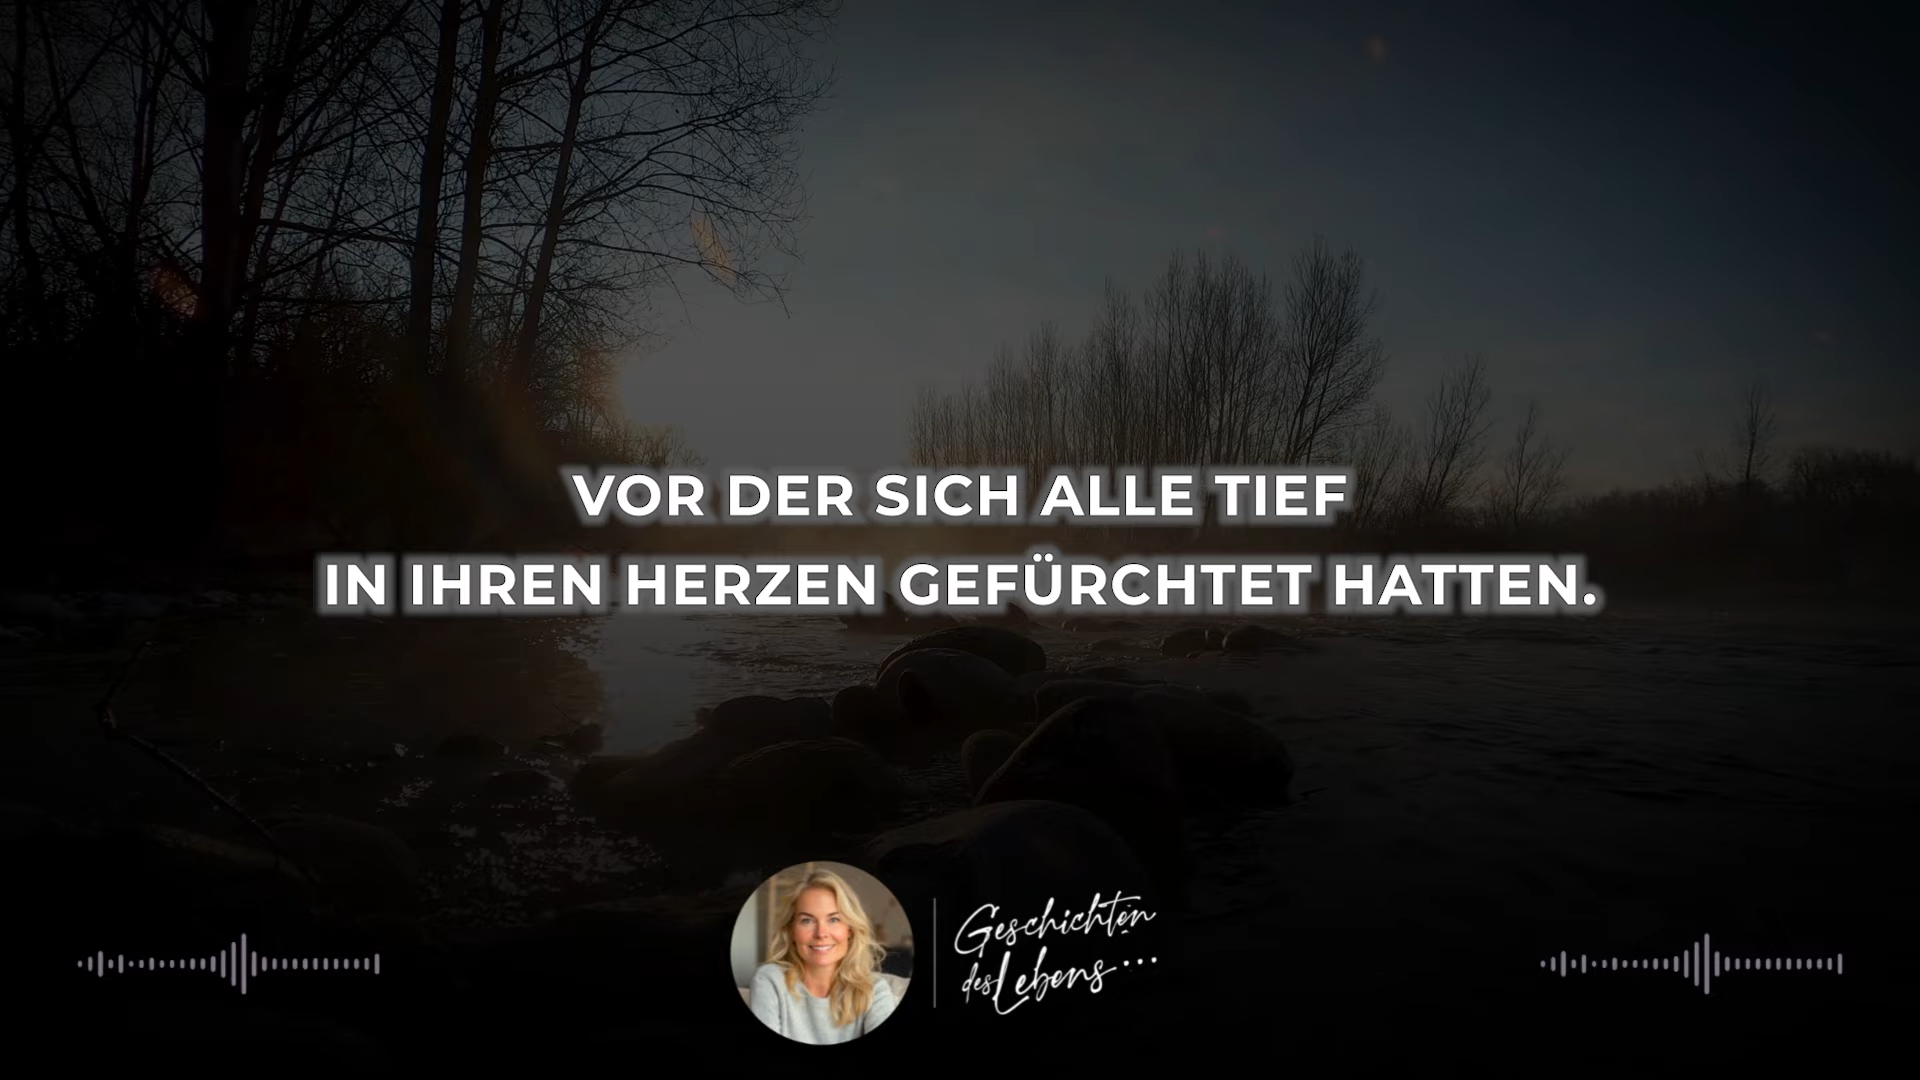 VOR DER SICH ALLE TIEF
IN IHREN HERZEN GEFÜRCHTET HATTEN.
Geschichten
des Lebens...